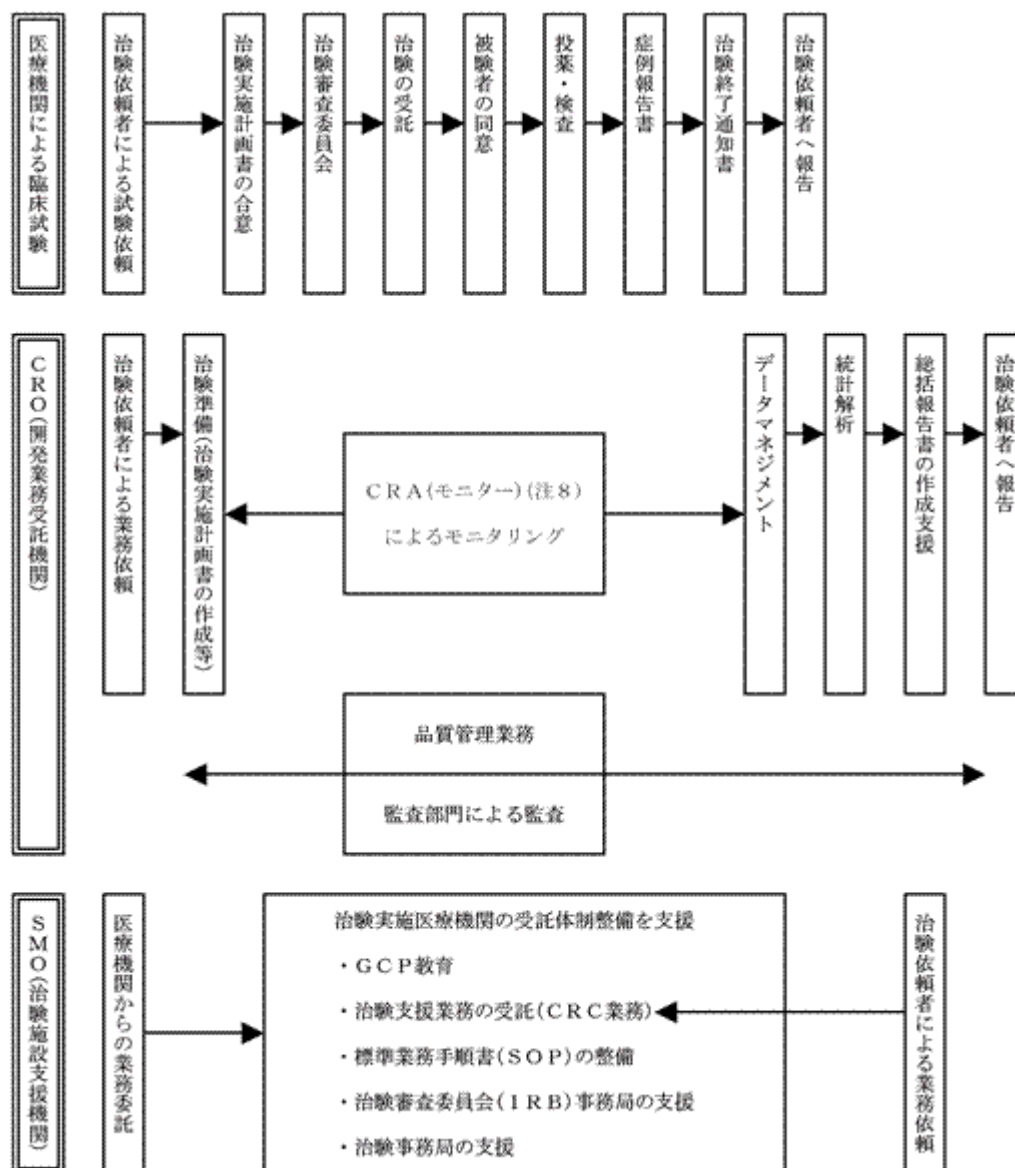 医療機関による臨床試験
治験依頼者による試験依頼
治験実施計画書の合意
治験審査委員会
治験の受託
被験者の同意
投薬・検査
症例報告書
治験終了通知書
治験依頼者へ報告
CRO(開発業務受託機関)
治験依頼者による業務依頼
治験準備(治験実施計画書の作成等)
CRA(モニター)(注8)
によるモニタリング
データマネジメント
統計解析
総括報告書の作成支援
治験依頼者へ報告
品質管理業務
監査部門による監査
SMO(治験施設支援機関)
医療機関からの業務委託
治験実施医療機関の受託体制整備を支援
・GCP教育
・治験支援業務の受託(CRC業務)
・標準業務手順書(SOP)の整備
・治験審査委員会(IRB)事務局の支援
・治験事務局の支援
治験依頼者による業務依頼